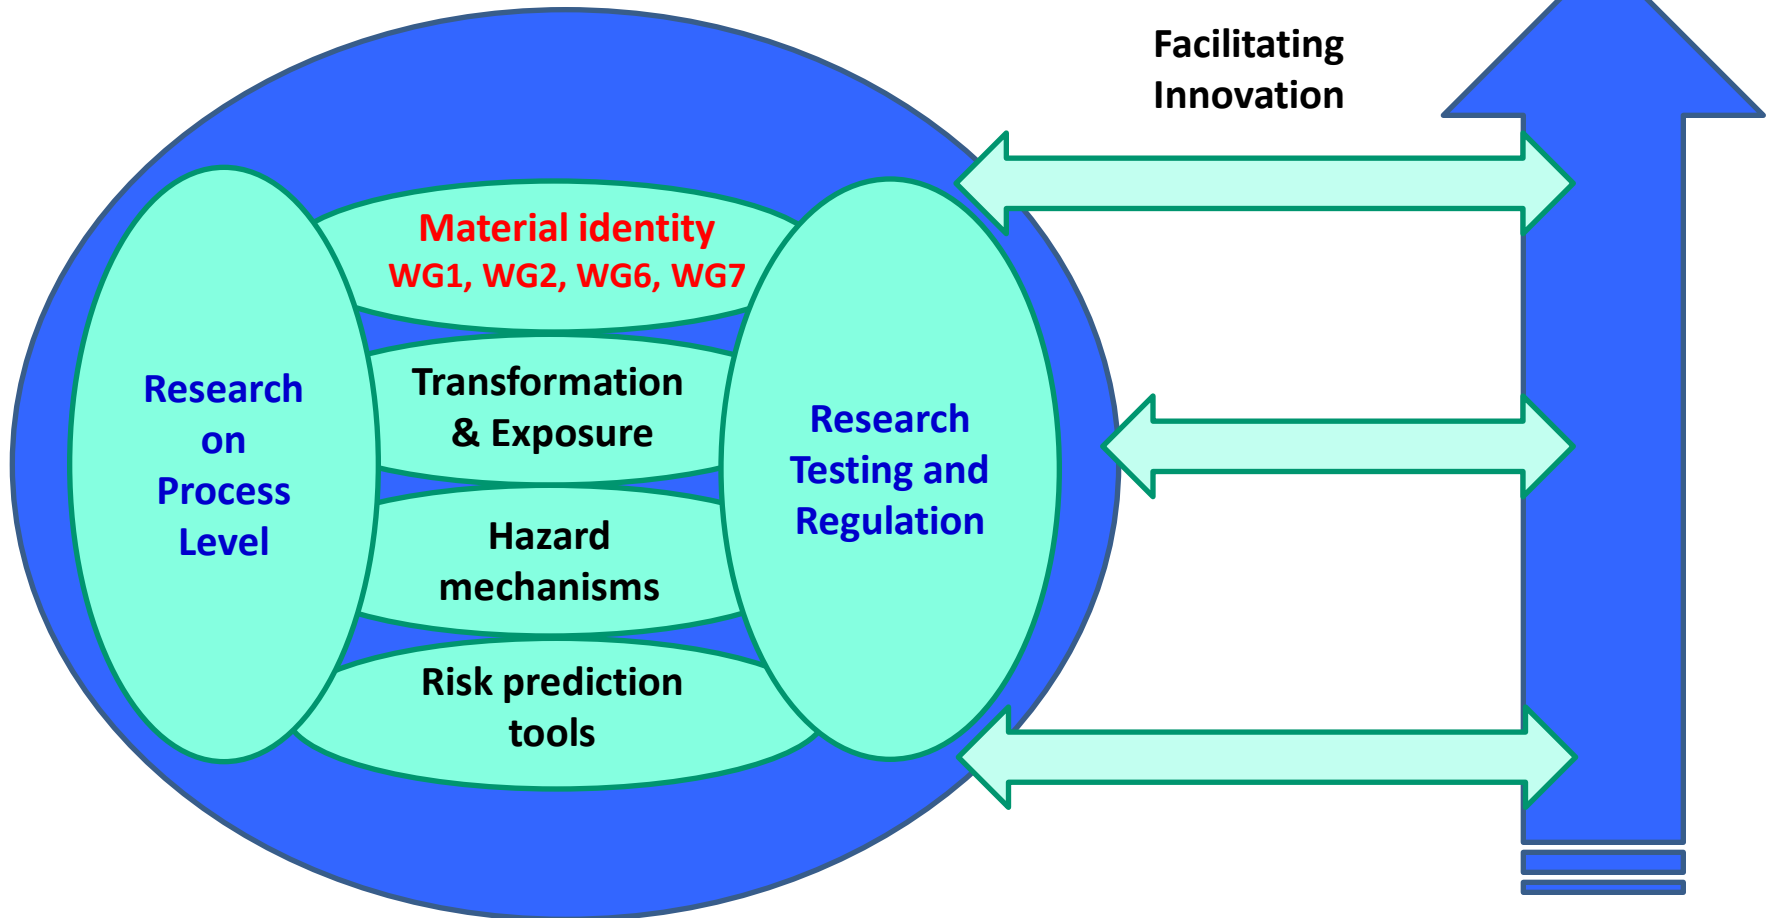 Facilitating
Innovation
Material identity
WG1, WG2, WG6, WG7
Research
on
Process
Level
Transformation
& Exposure
Hazard
mechanisms
Risk prediction
tools
Research
Testing and
Regulation